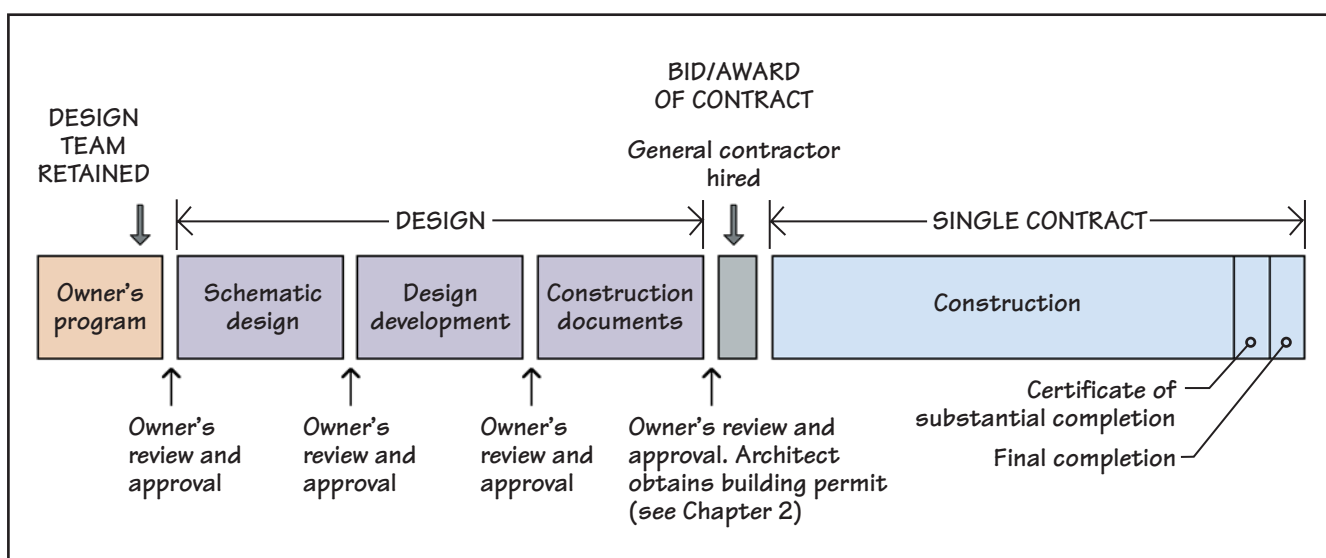 BID/AWARD
OF CONTRACT
DESIGN
TEAM
RETAINED
General contractor
hired
DESIGN
SINGLE CONTRACT
Owner's
program
Schematic
design
Design
development
Construction
documents
Construction
Owner's
review and
approval
Owner's
review and
approval
Owner's
review and
approval
Owner's review and
approval. Architect
obtains building permit
(see Chapter 2)
Certificate of
substantial completion
Final completion